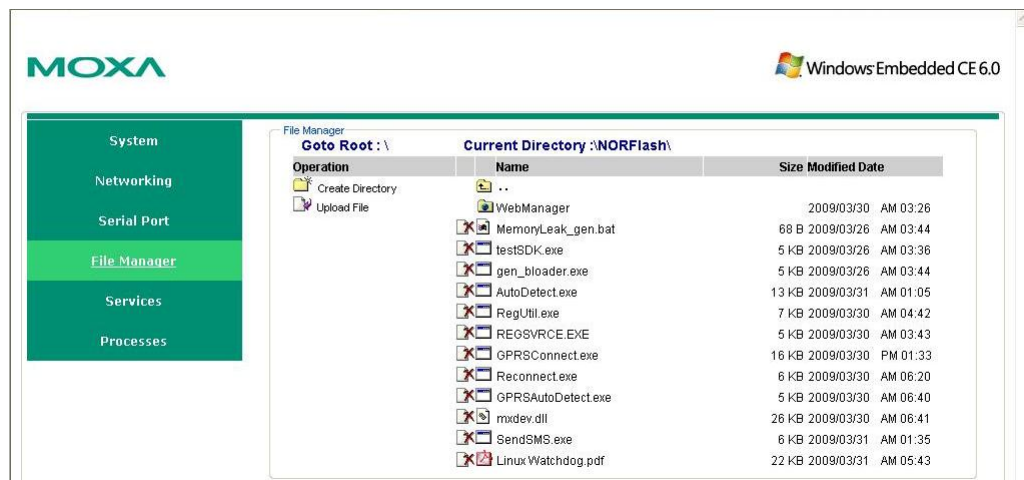 MOXA
Windows Embedded CE 6.0
System
Networking
Serial Port
File Manager
Services
Processes
File Manager
Goto Root : \ Current Directory :\NORFlash\
Operation Name Size Modified Date
Create Directory ..
Upload File WebManager 2009/03/30 AM 03:26
MemoryLeak_gen.bat 68 B 2009/03/26 AM 03:44
testSDK.exe 5 KB 2009/03/26 AM 03:36
gen_bloader.exe 5 KB 2009/03/26 AM 03:44
AutoDetect.exe 13 KB 2009/03/31 AM 01:05
RegUtil.exe 7 KB 2009/03/30 AM 04:42
REGSVRCE.EXE 5 KB 2009/03/30 AM 03:43
GPRSConnect.exe 16 KB 2009/03/30 PM 01:33
Reconnect.exe 6 KB 2009/03/30 AM 06:20
GPRSAutoDetect.exe 5 KB 2009/03/30 AM 06:40
mxdev.dll 26 KB 2009/03/30 AM 06:41
SendSMS.exe 6 KB 2009/03/31 AM 01:35
Linux Watchdog.pdf 22 KB 2009/03/31 AM 05:43